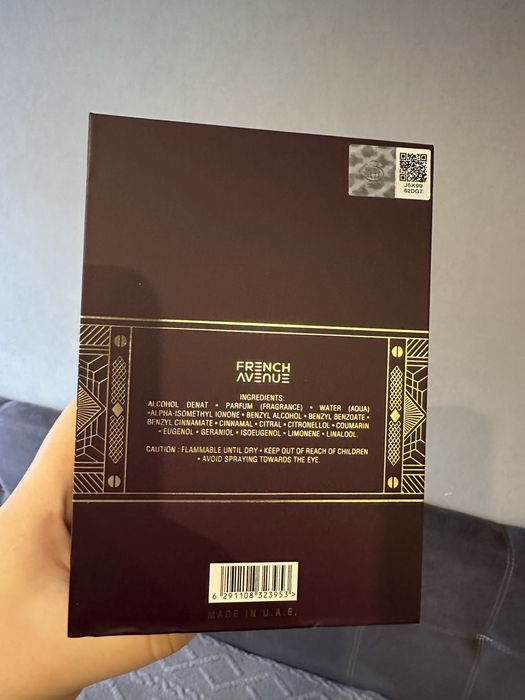 J5X99
62DG7
FRENCH
AVENUE
INGREDIENTS:
ALCOHOL DENAT • PARFUM (FRAGRANCE) • WATER (AQUA)
•ALPHA-ISOMETHYL IONONE • BENZYL ALCOHOL • BENZYL BENZOATE •
BENZYL CINNAMATE • CINNAMAL • CITRAL • CITRONELLOL • COUMARIN
• EUGENOL • GERANIOL • ISOEUGENOL • LIMONENE • LINALOOL.
CAUTION : FLAMMABLE UNTIL DRY • KEEP OUT OF REACH OF CHILDREN
• AVOID SPRAYING TOWARDS THE EYE.
6 291108 323953>
MADE IN U.A.E.